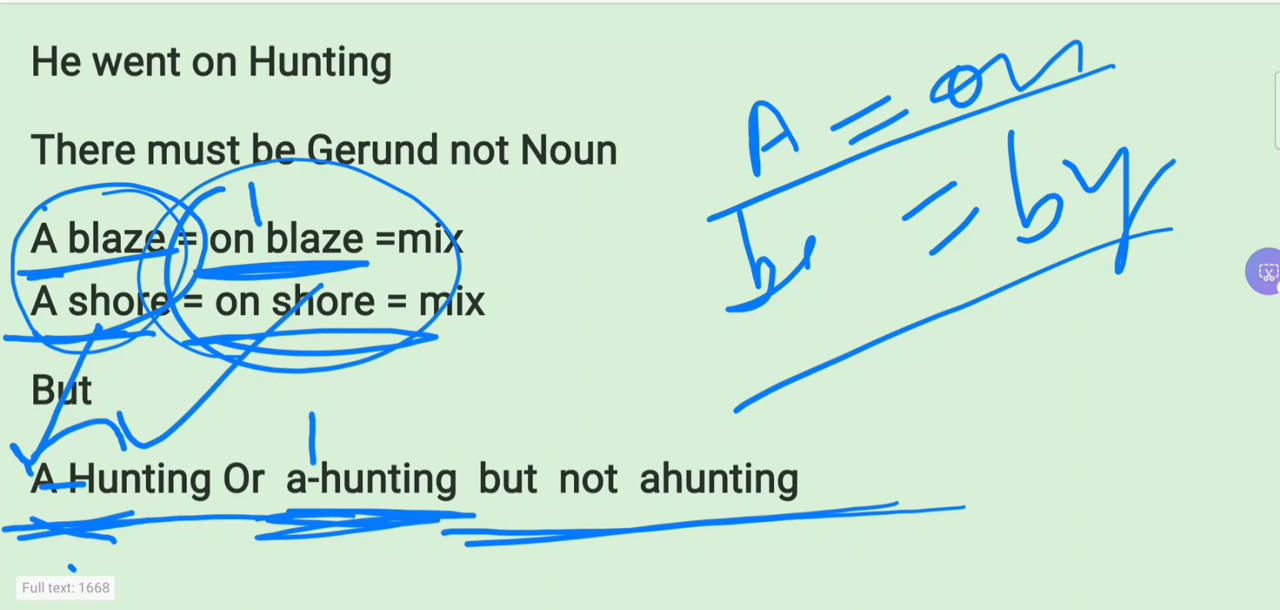 He went on Hunting
A = on
There must be Gerund not Noun
be = by
A blaze = on blaze =mix
A shore = on shore = mix
But
A Hunting Or a-hunting but not ahunting
Full text: 1668